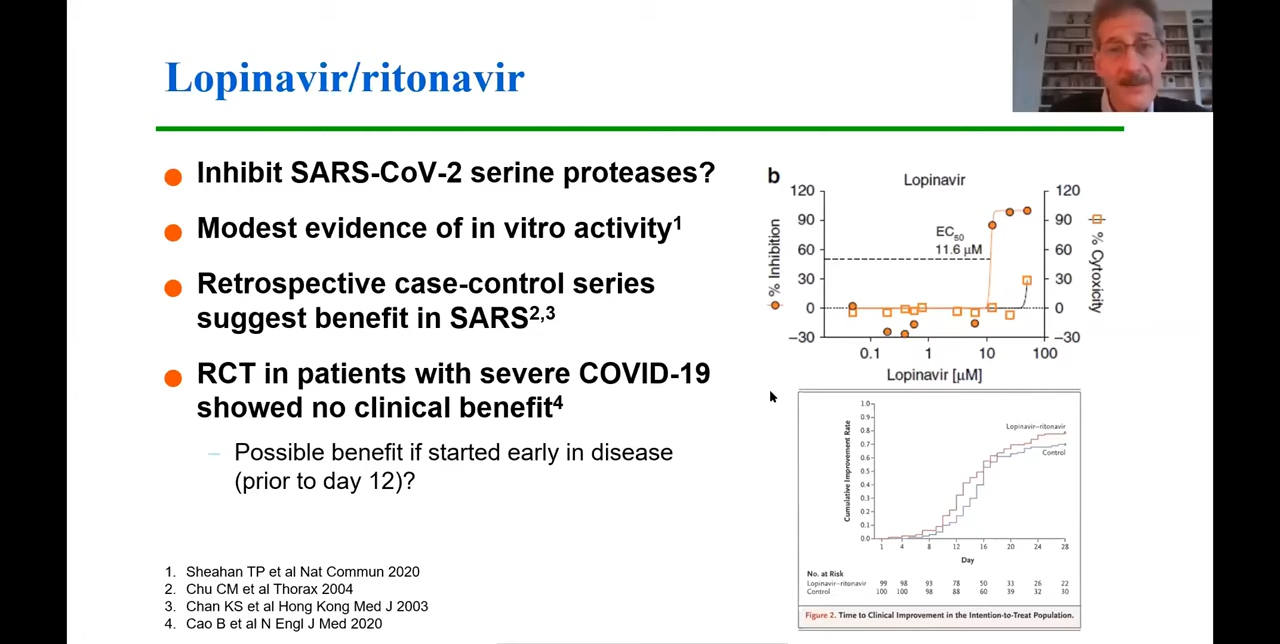 Lopinavir/ritonavir
Inhibit SARS-CoV-2 serine proteases?
Modest evidence of in vitro activity1
Retrospective case-control series
suggest benefit in SARS2,3
RCT in patients with severe COVID-19
showed no clinical benefit4
– Possible benefit if started early in disease
(prior to day 12)?
1. Sheahan TP et al Nat Commun 2020
2. Chu CM et al Thorax 2004
3. Chan KS et al Hong Kong Med J 2003
4. Cao B et al N Engl J Med 2020
b
Lopinavir
% Inhibition
120
90
60
30
0
−30
EC50
11.6 µM
120
90
60
30
0
−30
% Cytoxicity
0.1 1 10 100
Lopinavir [µM]
Cumulative Improvement Rate
1.0
0.9
0.8
0.7
0.6
0.5
0.4
0.3
0.2
0.1
0.0
Lopinavir–ritonavir
Control
1 4 8 12 16 20 24 28
Day
No. at Risk
Lopinavir–ritonavir 99 98 93 78 50 33 26 22
Control 100 100 98 88 60 39 32 30
Figure 2. Time to Clinical Improvement in the Intention-to-Treat Population.